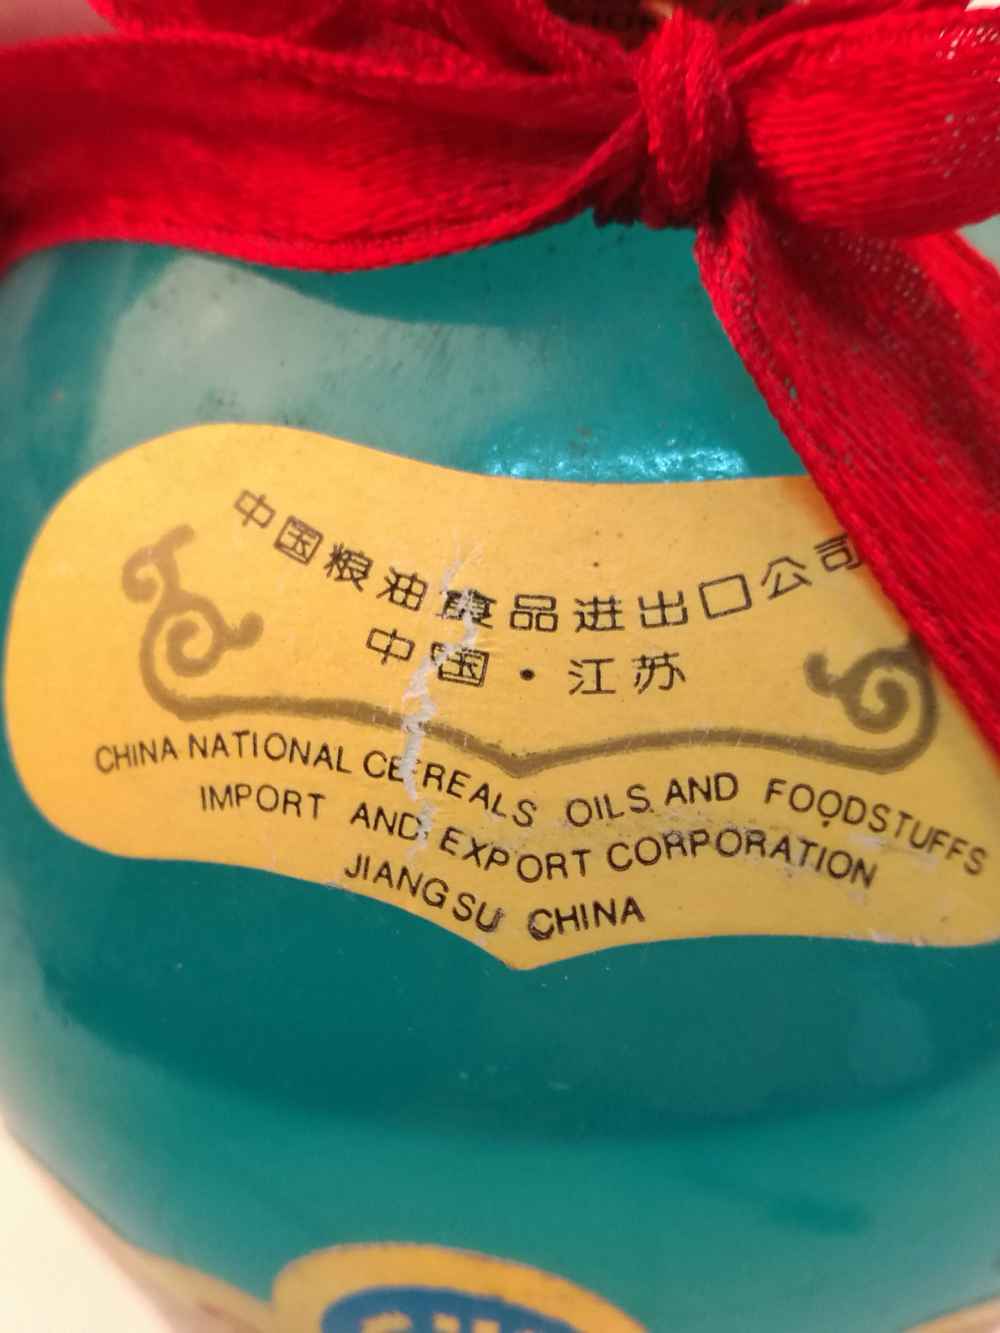 中国粮油食品进出口公司
中国·江苏
CHINA NATIONAL CEREALS OILS AND FOODSTUFFS
IMPORT AND EXPORT CORPORATION
JIANGSU CHINA